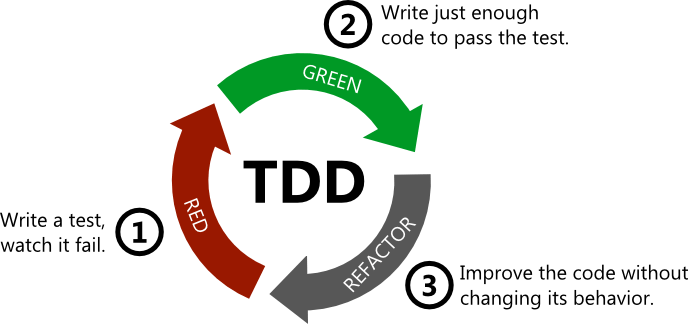 2
Write just enough
code to pass the test.
GREEN
TDD
Write a test,
watch it fail.
1
RED
REFACTOR
3
Improve the code without
changing its behavior.